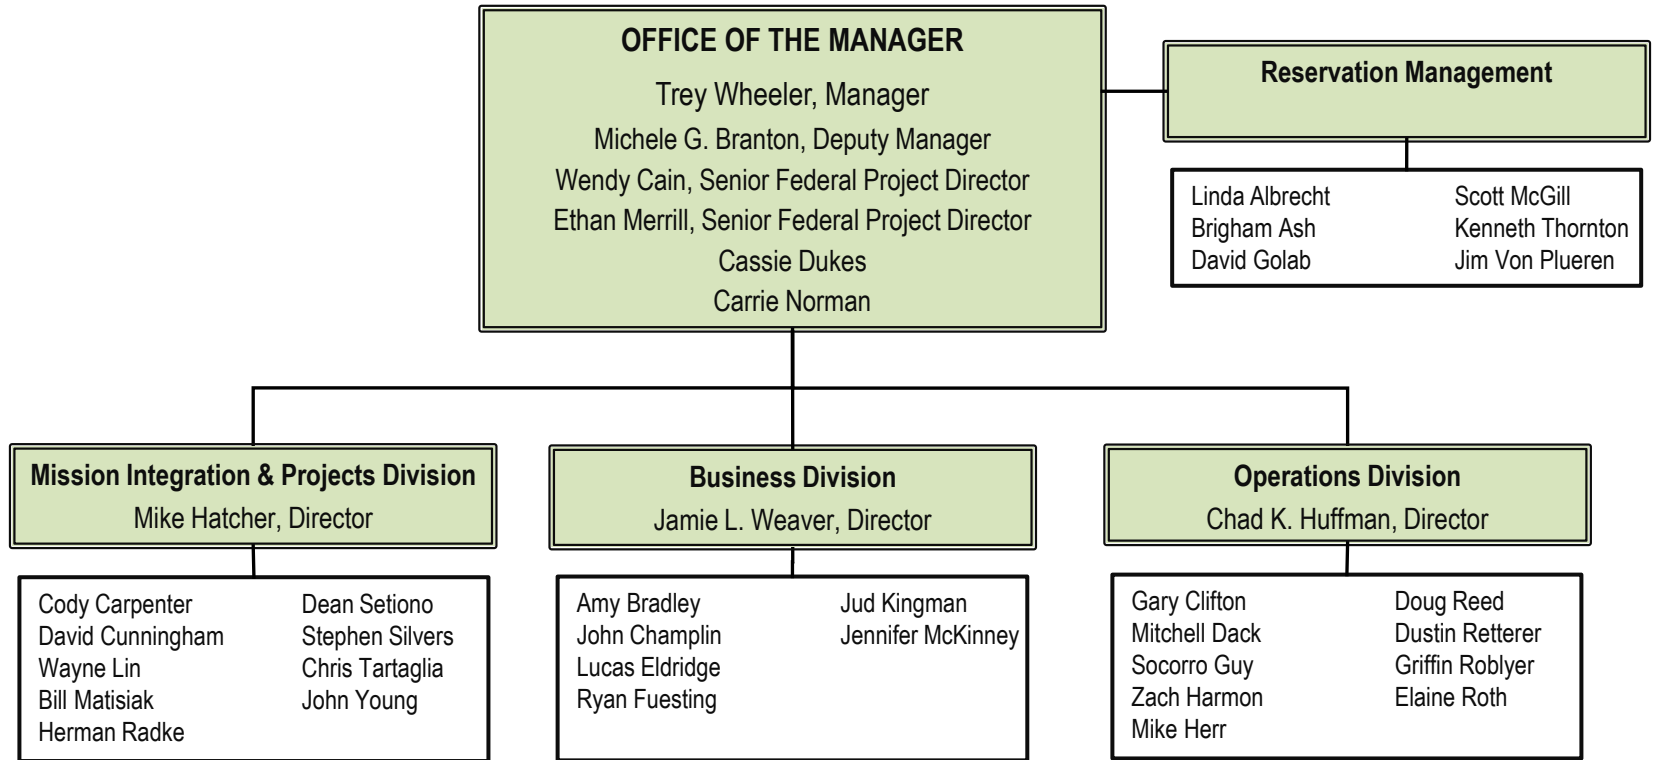 OFFICE OF THE MANAGER
Trey Wheeler, Manager
Michele G. Branton, Deputy Manager
Wendy Cain, Senior Federal Project Director
Ethan Merrill, Senior Federal Project Director
Cassie Dukes
Carrie Norman
Reservation Management
Linda Albrecht
Brigham Ash
David Golab
Scott McGill
Kenneth Thornton
Jim Von Plueren
Mission Integration & Projects Division
Mike Hatcher, Director
Cody Carpenter
David Cunningham
Wayne Lin
Bill Matisiak
Herman Radke
Dean Setiono
Stephen Silvers
Chris Tartaglia
John Young
Business Division
Jamie L. Weaver, Director
Amy Bradley
John Champlin
Lucas Eldridge
Ryan Fuesting
Jud Kingman
Jennifer McKinney
Operations Division
Chad K. Huffman, Director
Gary Clifton
Mitchell Dack
Socorro Guy
Zach Harmon
Mike Herr
Doug Reed
Dustin Retterer
Griffin Roblyer
Elaine Roth